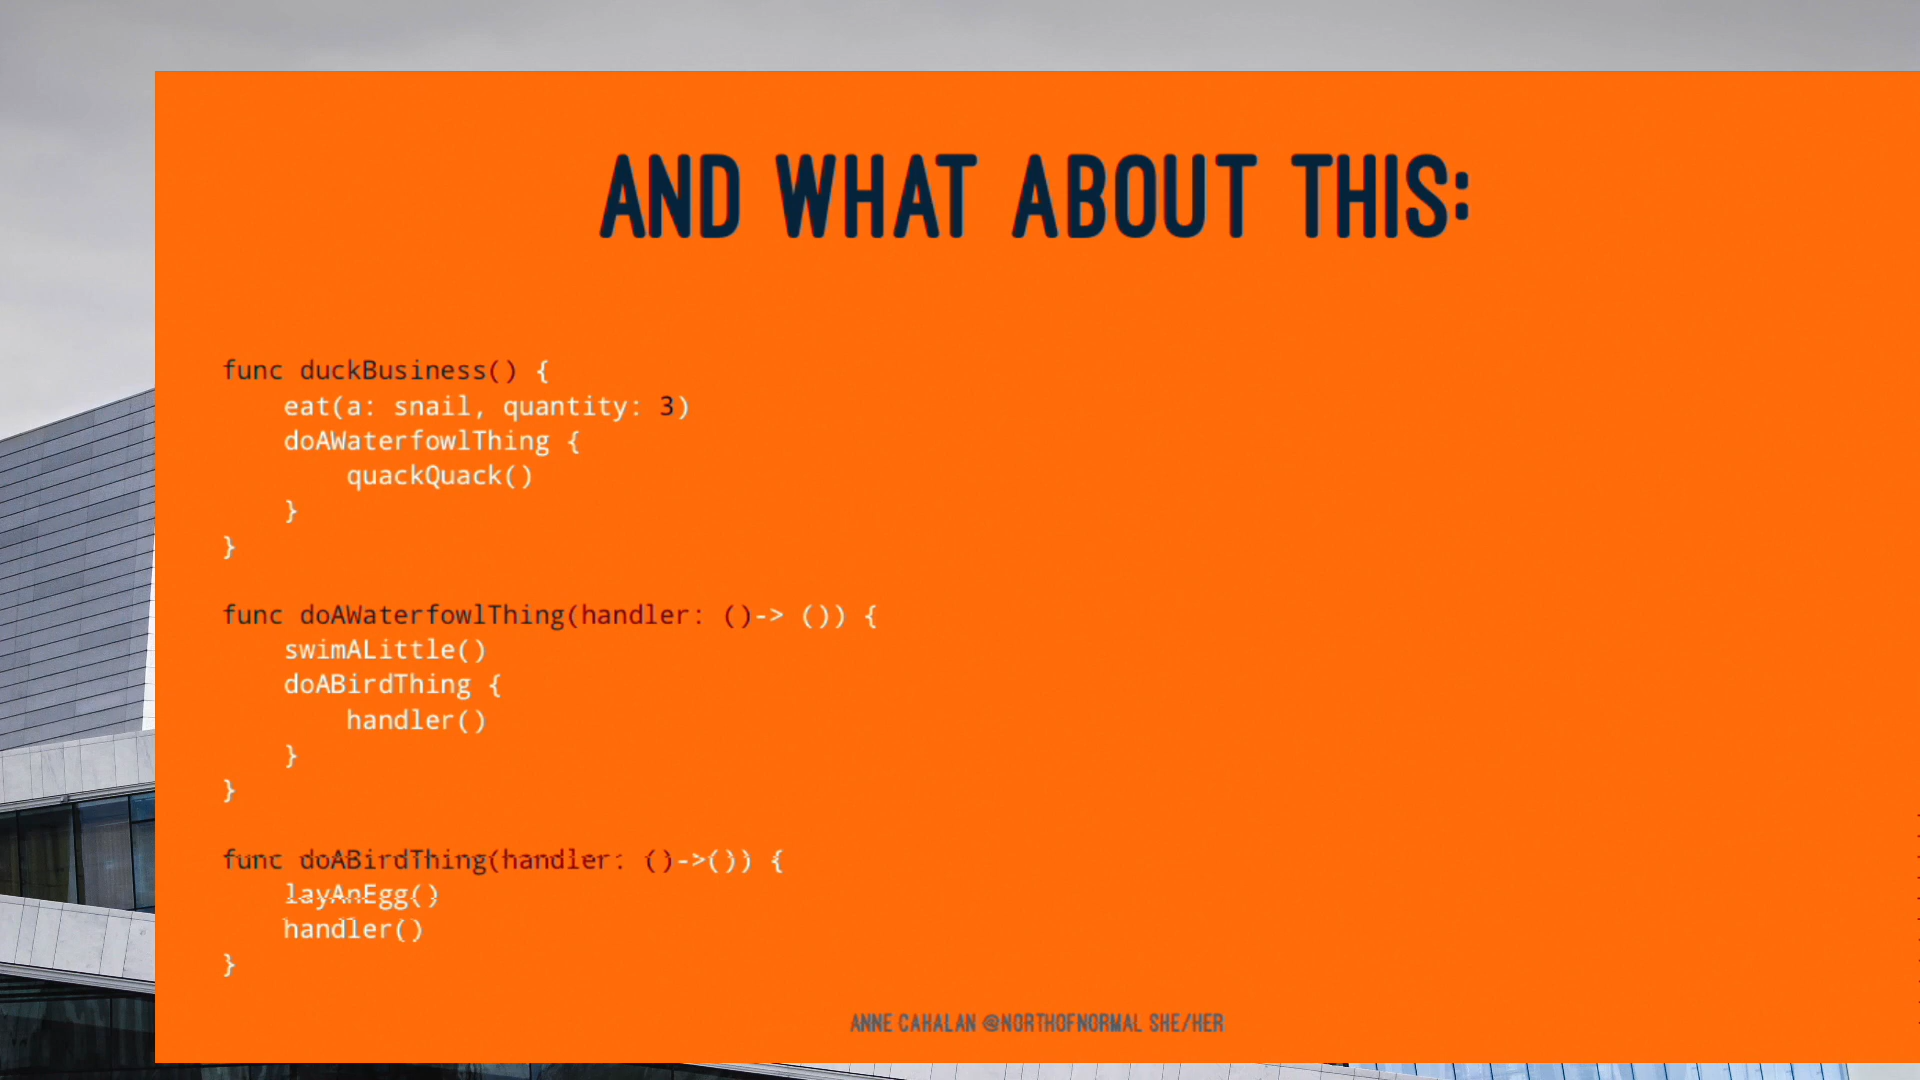 AND WHAT ABOUT THIS:
func duckBusiness() {
    eat(a: snail, quantity: 3)
    doAWaterfowlThing {
        quackQuack()
    }
}
func doAWaterfowlThing(handler: ()-> ()) {
    swimALittle()
    doABirdThing {
        handler()
    }
}
func doABirdThing(handler: ()->()) {
    layAnEgg()
    handler()
}
ANNE CAHALAN @NORTHOFNORMAL SHE/HER